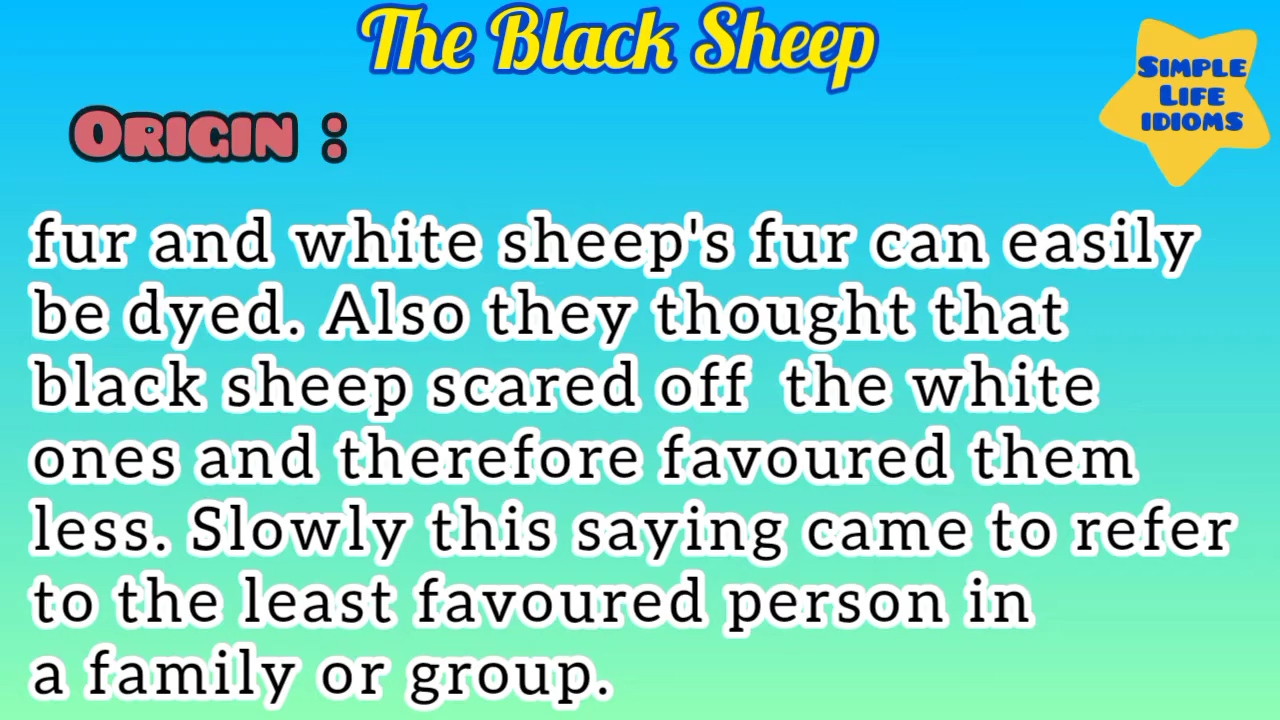 The Black Sheep
SIMPLE
LIFE
IDIOMS
ORIGIN :
fur and white sheep's fur can easily
be dyed. Also they thought that
black sheep scared off the white
ones and therefore favoured them
less. Slowly this saying came to refer
to the least favoured person in
a family or group.